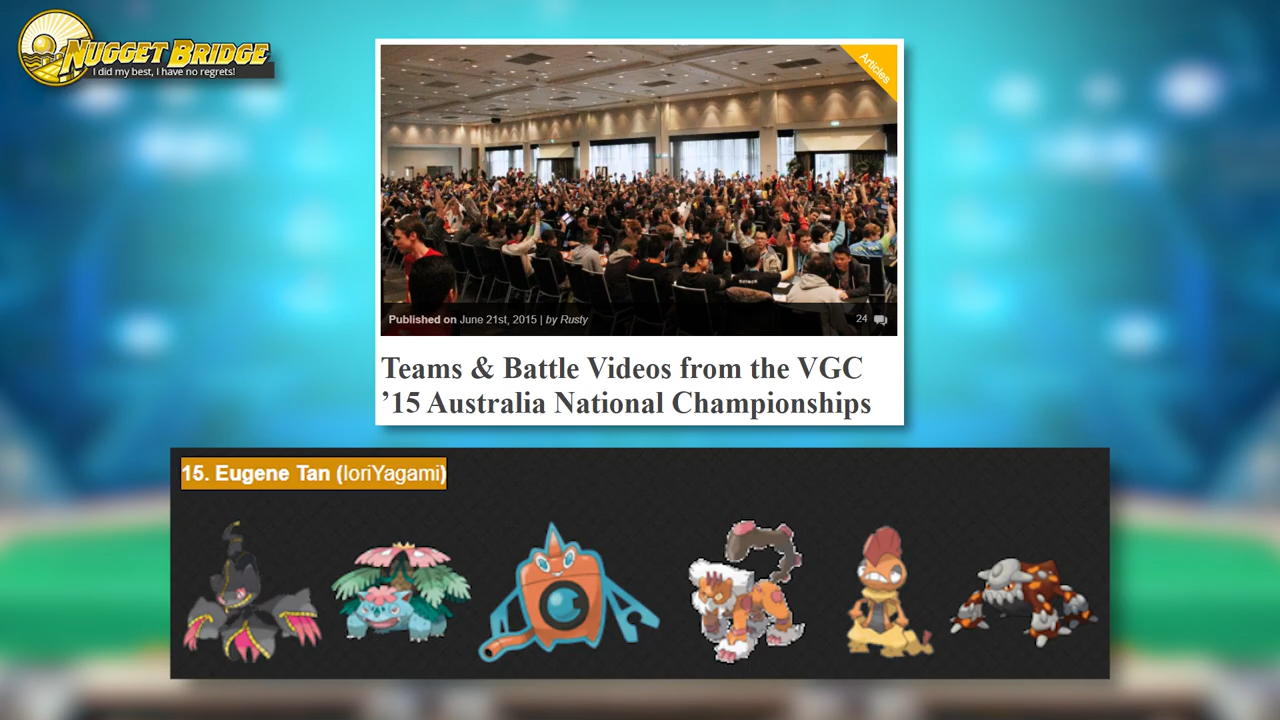 NUGGET BRIDGE
I did my best, I have no regrets!
Articles
Published on June 21st, 2015 | by Rusty
24
Teams & Battle Videos from the VGC
’15 Australia National Championships
15. Eugene Tan (IoriYagami)